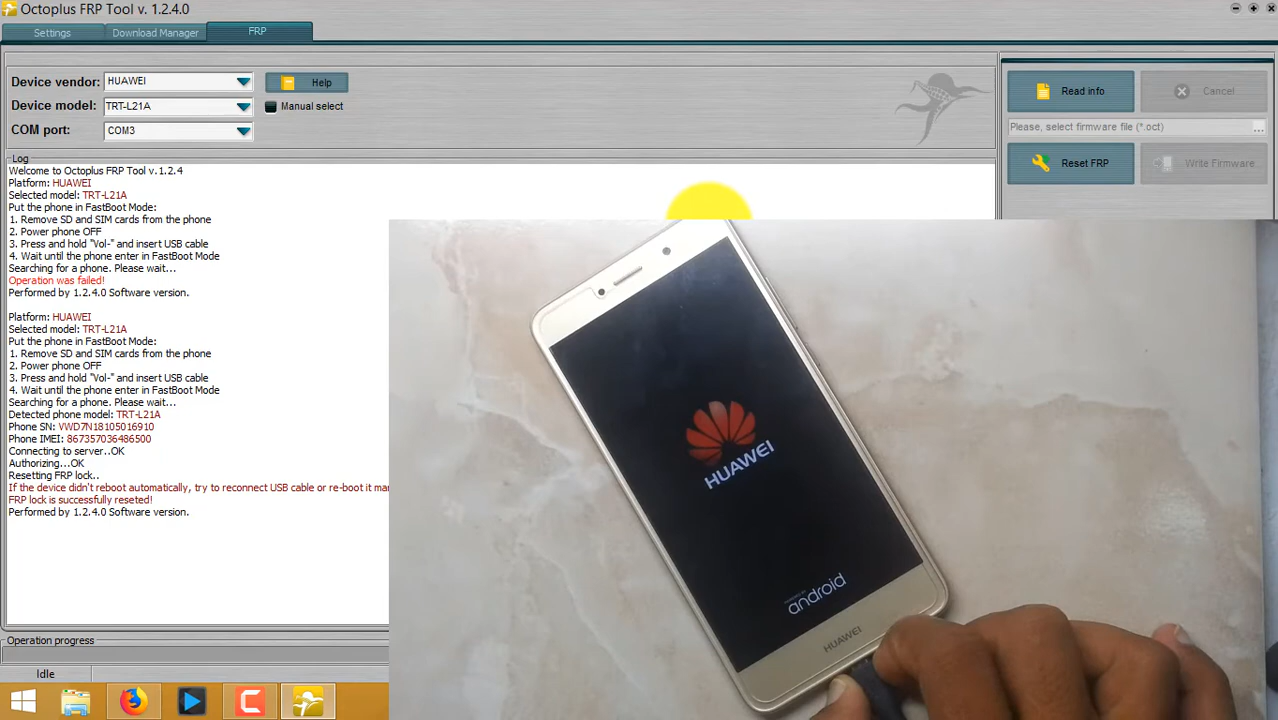 Octoplus FRP Tool v. 1.2.4.0
Settings
Download Manager
FRP
Device vendor:
HUAWEI
Help
Device model:
TRT-L21A
Manual select
COM port:
COM3
Read info
Cancel
Please, select firmware file (*.oct)
...
Reset FRP
Write Firmware
Log
Welcome to Octoplus FRP Tool v.1.2.4
Platform: HUAWEI
Selected model: TRT-L21A
Put the phone in FastBoot Mode:
1. Remove SD and SIM cards from the phone
2. Power phone OFF
3. Press and hold "Vol-" and insert USB cable
4. Wait until the phone enter in FastBoot Mode
Searching for a phone. Please wait...
Operation was failed!
Performed by 1.2.4.0 Software version.
Platform: HUAWEI
Selected model: TRT-L21A
Put the phone in FastBoot Mode:
1. Remove SD and SIM cards from the phone
2. Power phone OFF
3. Press and hold "Vol-" and insert USB cable
4. Wait until the phone enter in FastBoot Mode
Searching for a phone. Please wait...
Detected phone model: TRT-L21A
Phone SN: VWD7N18105016910
Phone IMEI: 867357036486500
Connecting to server..OK
Authorizing...OK
Resetting FRP lock..
If the device didn't reboot automatically, try to reconnect USB cable or re-boot it
FRP lock is successfully reseted!
Performed by 1.2.4.0 Software version.
Operation progress
Idle
HUAWEI
android
HUAWEI